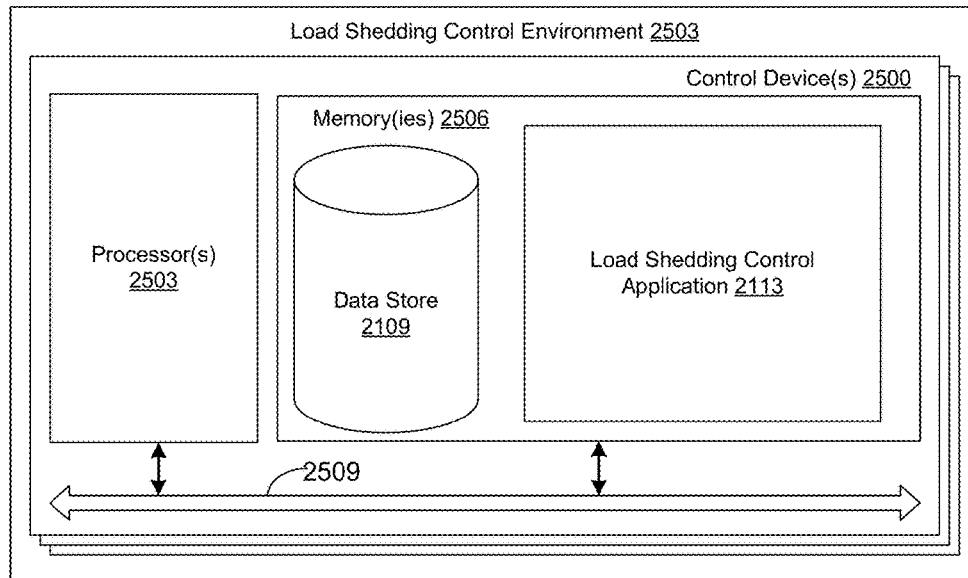 Load Shedding Control Environment 2503
Control Device(s) 2500
Memory(ies) 2506
Processor(s)
2503
Data Store
2109
Load Shedding Control
Application 2113
2509